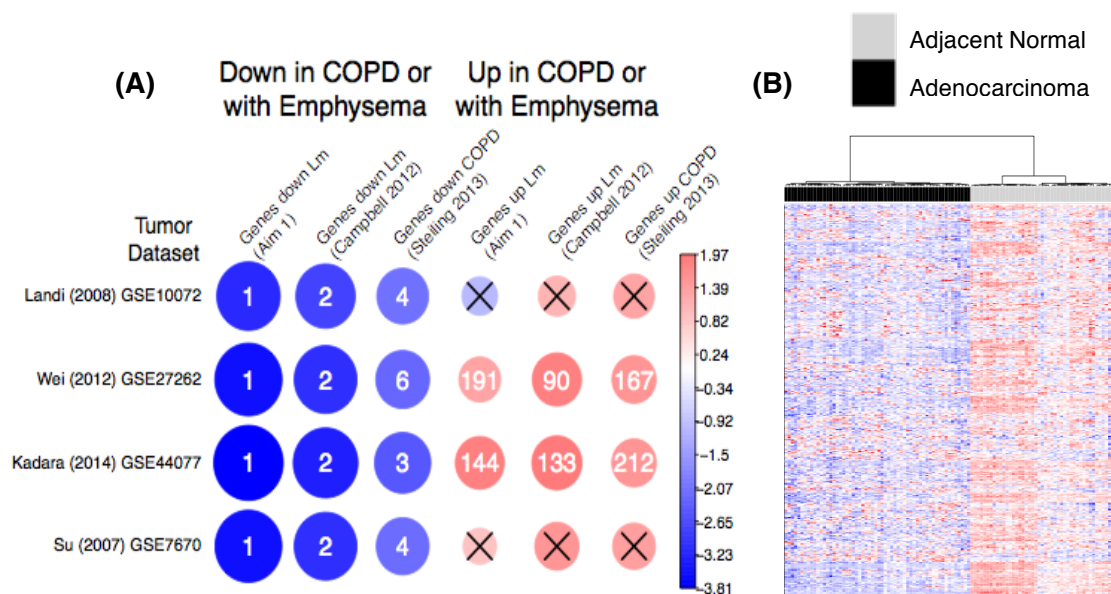 (A)
Down in COPD or
with Emphysema
Up in COPD or
with Emphysema
Tumor
Dataset
Genes down Lm
(Aim 1)
Genes down Lm
(Campbell 2012)
Genes down COPD
(Steiling 2013)
Genes up Lm
(Aim 1)
Genes up Lm
(Campbell 2012)
Genes up COPD
(Steiling 2013)
Landi (2008) GSE10072
1
2
4
Wei (2012) GSE27262
1
2
6
191
90
167
Kadara (2014) GSE44077
1
2
3
144
133
212
Su (2007) GSE7670
1
2
4
1.97
1.39
0.82
0.24
-0.34
-0.92
-1.5
-2.07
-2.65
-3.23
-3.81
(B)
Adjacent Normal
Adenocarcinoma